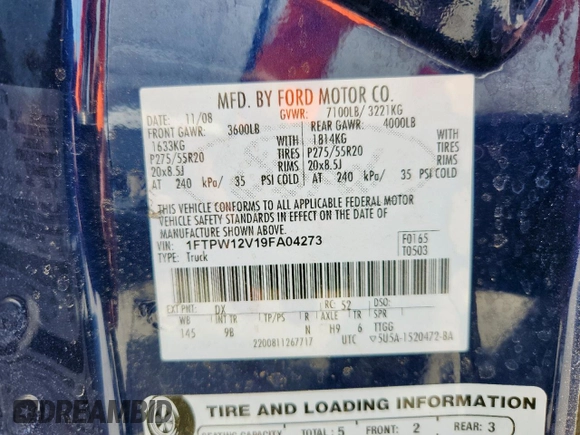 MFD. BY FORD MOTOR CO.
DATE: 11/08 GVWR: 7100LB/ 3221KG
FRONT GAWR: 3600LB REAR GAWR: 4000LB
1633KG WITH 1814KG WITH
P275/55R20 TIRES P275/55R20 TIRES
20x8.5J RIMS 20x8.5J RIMS
AT 240 kPa/ 35 PSI COLD AT 240 kPa/ 35 PSI COLD
THIS VEHICLE CONFORMS TO ALL APPLICABLE FEDERAL MOTOR
VEHICLE SAFETY STANDARDS IN EFFECT ON THE DATE OF
MANUFACTURE SHOWN ABOVE.
VIN: 1FTPW12V19FA04273 F0165
TYPE: Truck T0503
EXT PNT: DX RC: 52 DSO:
WB INT TR TP/PS R AXLE TR SPR
145 9B N H9 6 TTGG
2200811267717 UTC 5U5A-1520472-BA
TIRE AND LOADING INFORMATION
SEATING CAPACITY TOTAL: 5 FRONT: 2 REAR: 3
DREAMBID